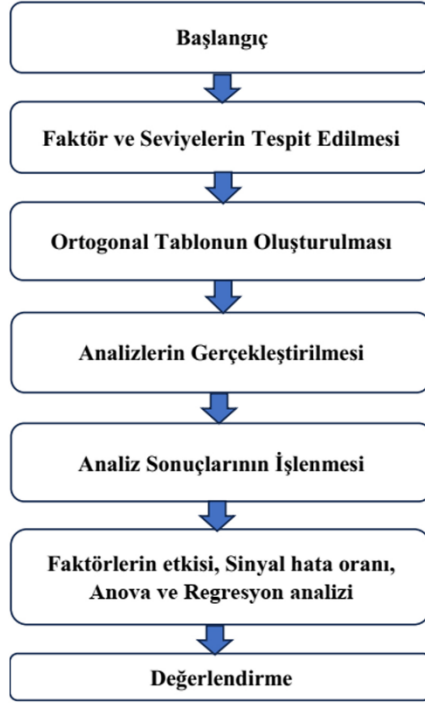 Başlangıç
Faktör ve Seviyelerin Tespit Edilmesi
Ortogonal Tablonun Oluşturulması
Analizlerin Gerçekleştirilmesi
Analiz Sonuçlarının İşlenmesi
Faktörlerin etkisi, Sinyal hata oranı,
Anova ve Regresyon analizi
Değerlendirme